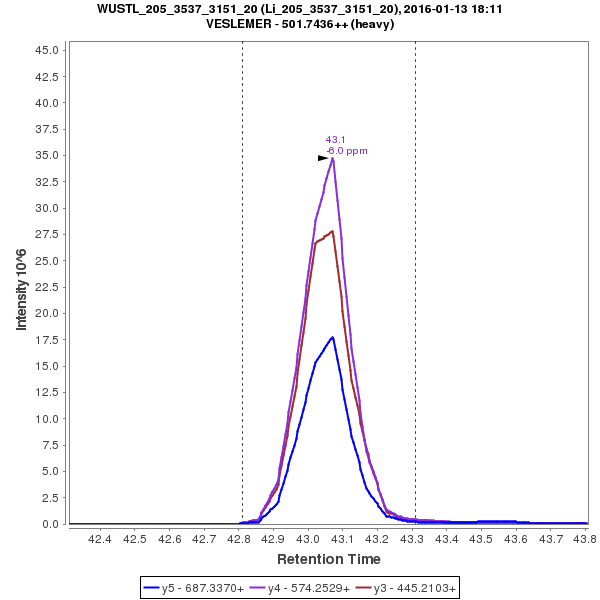 WUSTL_205_3537_3151_20 (Li_205_3537_3151_20), 2016-01-13 18:11
VESLEMER - 501.7436++ (heavy)
45.0
42.5
40.0
37.5
35.0
32.5
30.0
27.5
25.0
22.5
20.0
17.5
15.0
12.5
10.0
7.5
5.0
2.5
0.0
Intensity 10^6
43.1
-6.0 ppm
42.4 42.5 42.6 42.7 42.8 42.9 43.0 43.1 43.2 43.3 43.4 43.5 43.6 43.7 43.8
Retention Time
y5 - 687.3370+ y4 - 574.2529+ y3 - 445.2103+